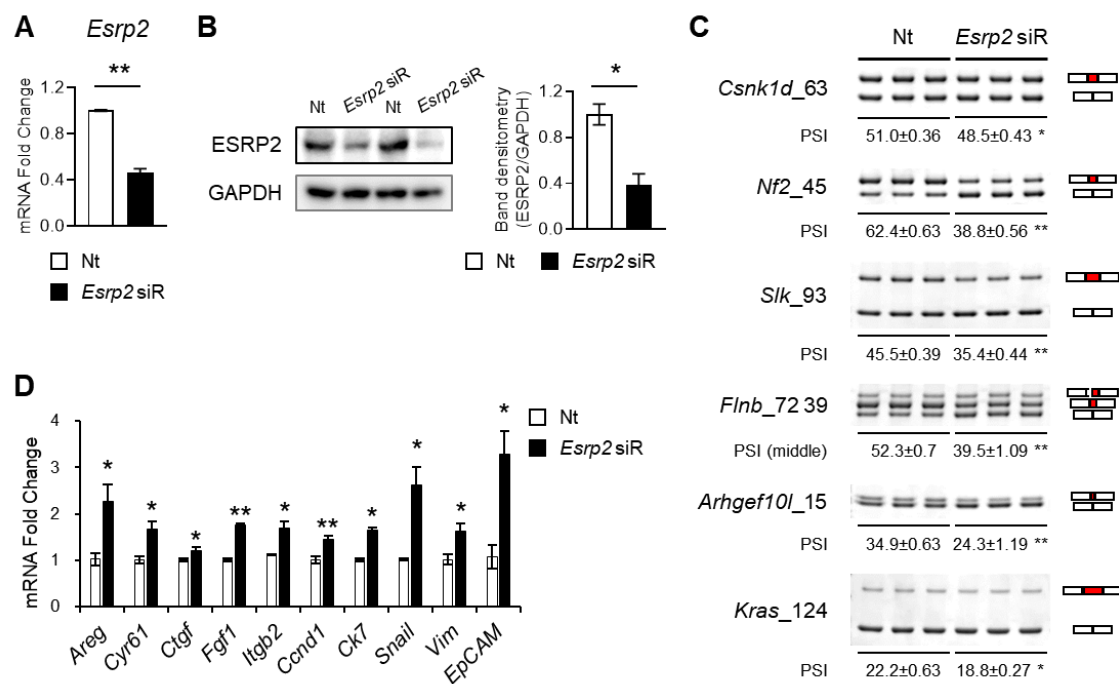 A
Esrp2
**
mRNA Fold Change
1.2
0.8
0.4
0.0
Nt
Esrp2 siR
B
Nt
Esrp2 siR
Nt
Esrp2 siR
ESRP2
GAPDH
*
Band densitometry
(ESRP2/GAPDH)
1.2
0.8
0.4
0.0
Nt
Esrp2 siR
C
Nt
Esrp2 siR
Csnk1d_63
PSI
51.0±0.36
48.5±0.43 *
Nf2_45
PSI
62.4±0.63
38.8±0.56 **
Slk_93
PSI
45.5±0.39
35.4±0.44 **
Flnb_72 39
PSI (middle)
52.3±0.7
39.5±1.09 **
Arhgef10l_15
PSI
34.9±0.63
24.3±1.19 **
Kras_124
PSI
22.2±0.63
18.8±0.27 *
D
mRNA Fold Change
4
3
2
1
0
Nt
Esrp2 siR
*
*
*
**
*
**
*
*
*
*
Areg
Cyr61
Ctgf
Fgf1
Itgb2
Ccnd1
Ck7
Snail
Vim
EpCAM